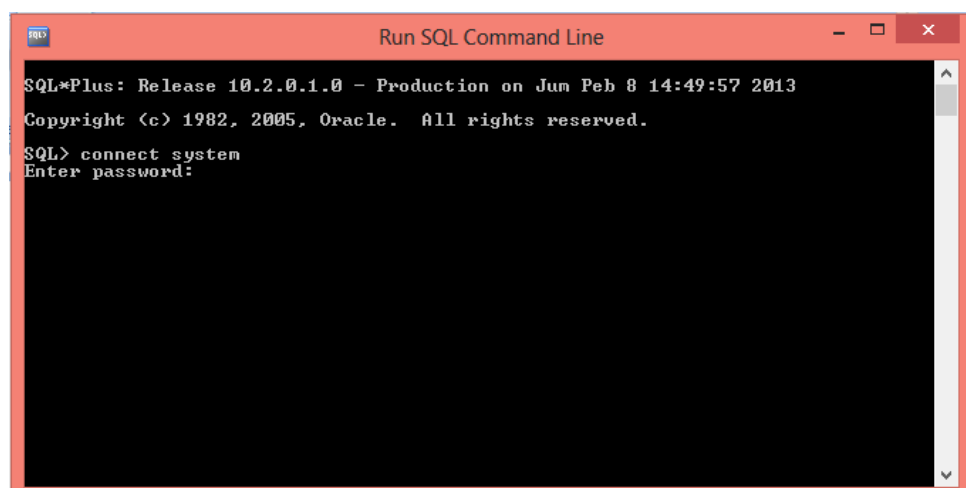 Run SQL Command Line
SQL*Plus: Release 10.2.0.1.0 - Production on Jum Peb 8 14:49:57 2013
Copyright (c) 1982, 2005, Oracle.  All rights reserved.
SQL> connect system
Enter password: